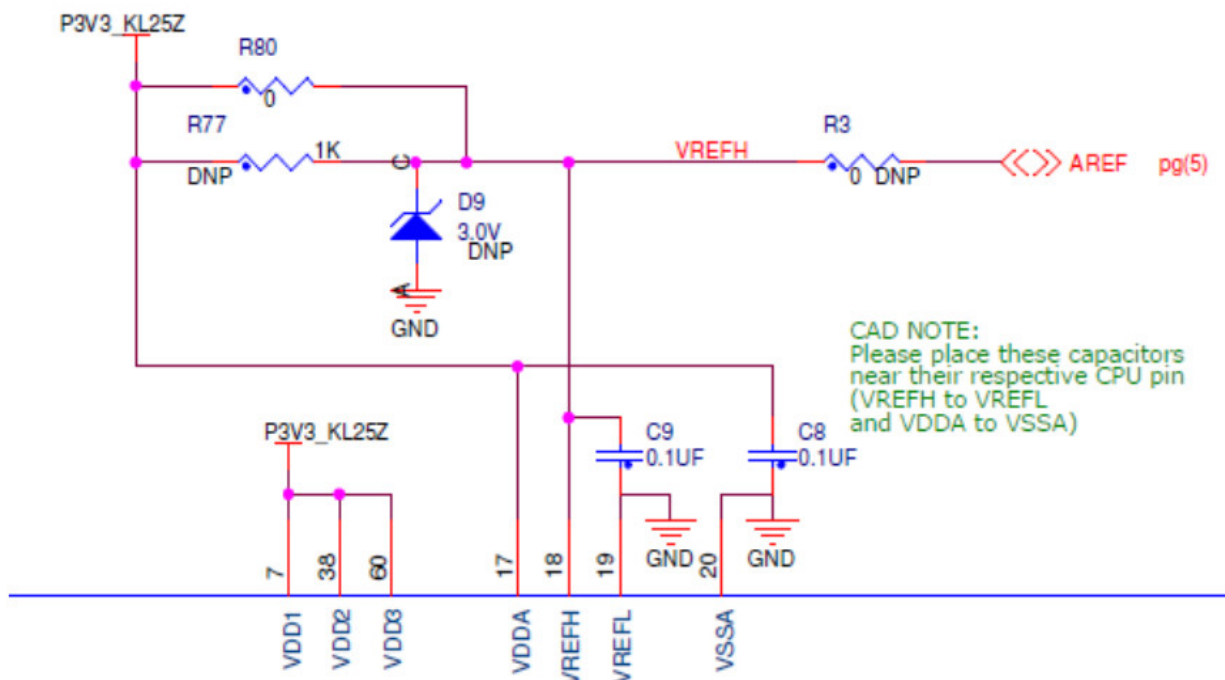 P3V3_KL25Z
R80
0
R77
1K
DNP
C
VREFH
R3
0 DNP
AREF pg(5)
D9
3.0V
DNP
A
GND
CAD NOTE:
Please place these capacitors
near their respective CPU pin
(VREFH to VREFL
and VDDA to VSSA)
P3V3_KL25Z
C9
0.1UF
C8
0.1UF
GND
GND
7
38
60
17
18
19
20
VDD1
VDD2
VDD3
VDDA
VREFH
VREFL
VSSA